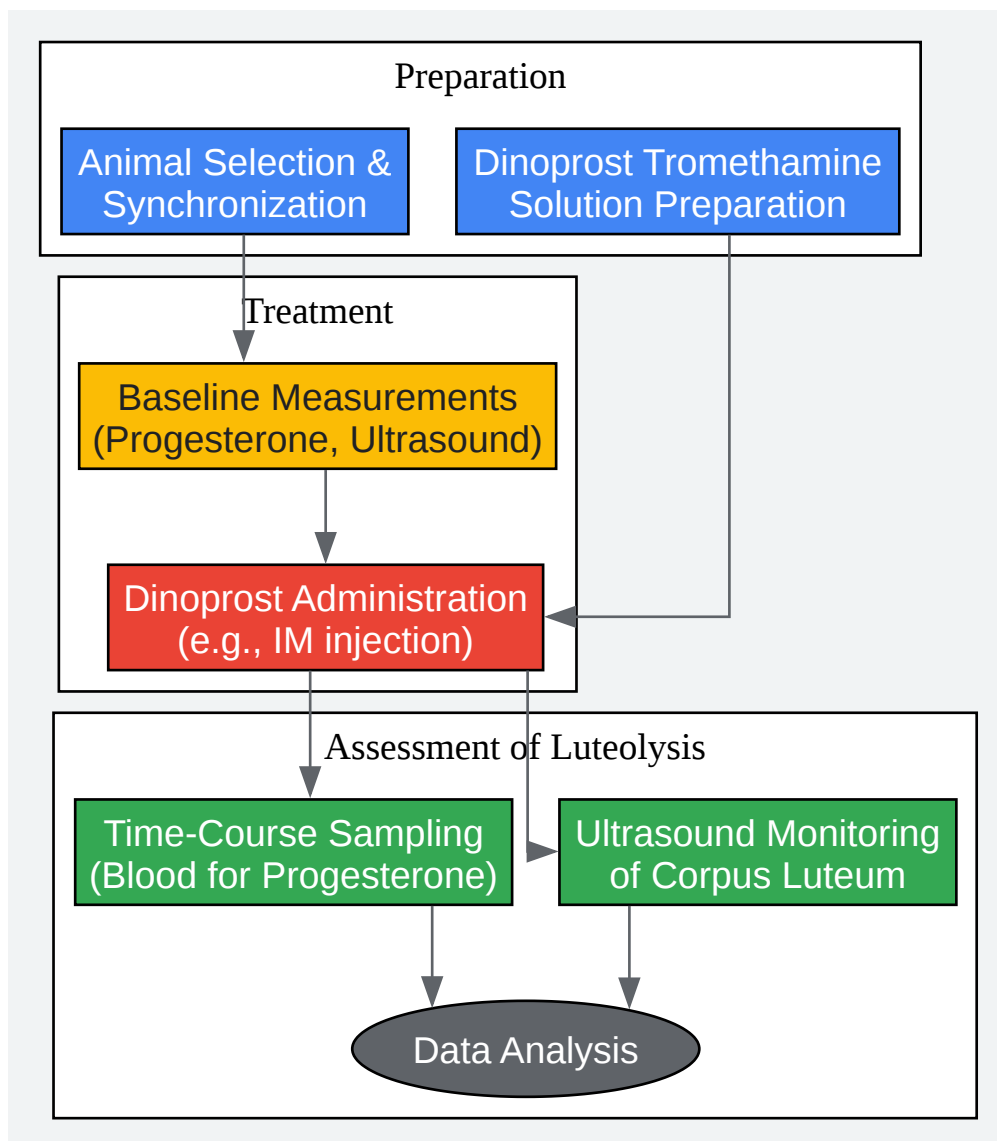 Preparation
Animal Selection &
Synchronization
Dinoprost Tromethamine
Solution Preparation
Treatment
Baseline Measurements
(Progesterone, Ultrasound)
Dinoprost Administration
(e.g., IM injection)
Assessment of Luteolysis
Time-Course Sampling
(Blood for Progesterone)
Ultrasound Monitoring
of Corpus Luteum
Data Analysis